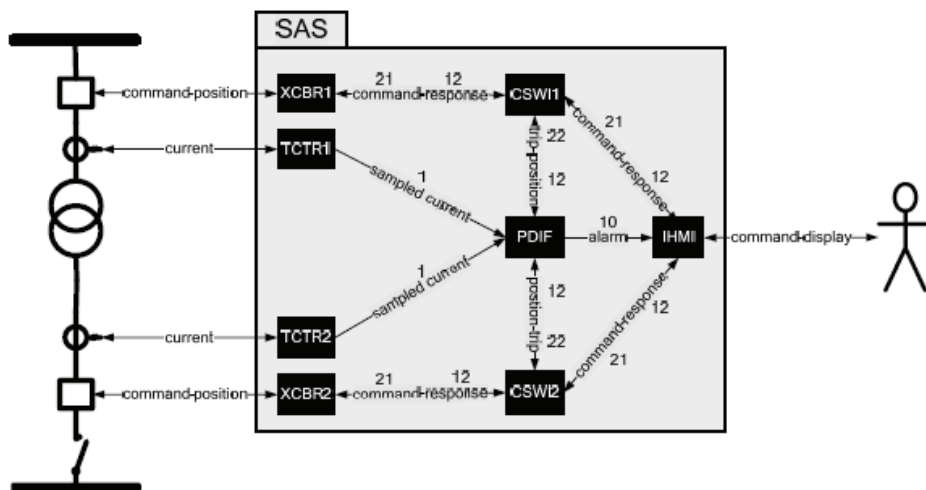 SAS
command-position
XCBR1
21 12
command-response
CSWI1
current
TCTR1
1
sampled current
22
trip-position
12
21
command-response
12
PDIF
10
alarm
IHMI
command-display
1
sampled current
12
postion-trip
22
command-response
12
21
current
TCTR2
command-position
XCBR2
21 12
command-response
CSWI2